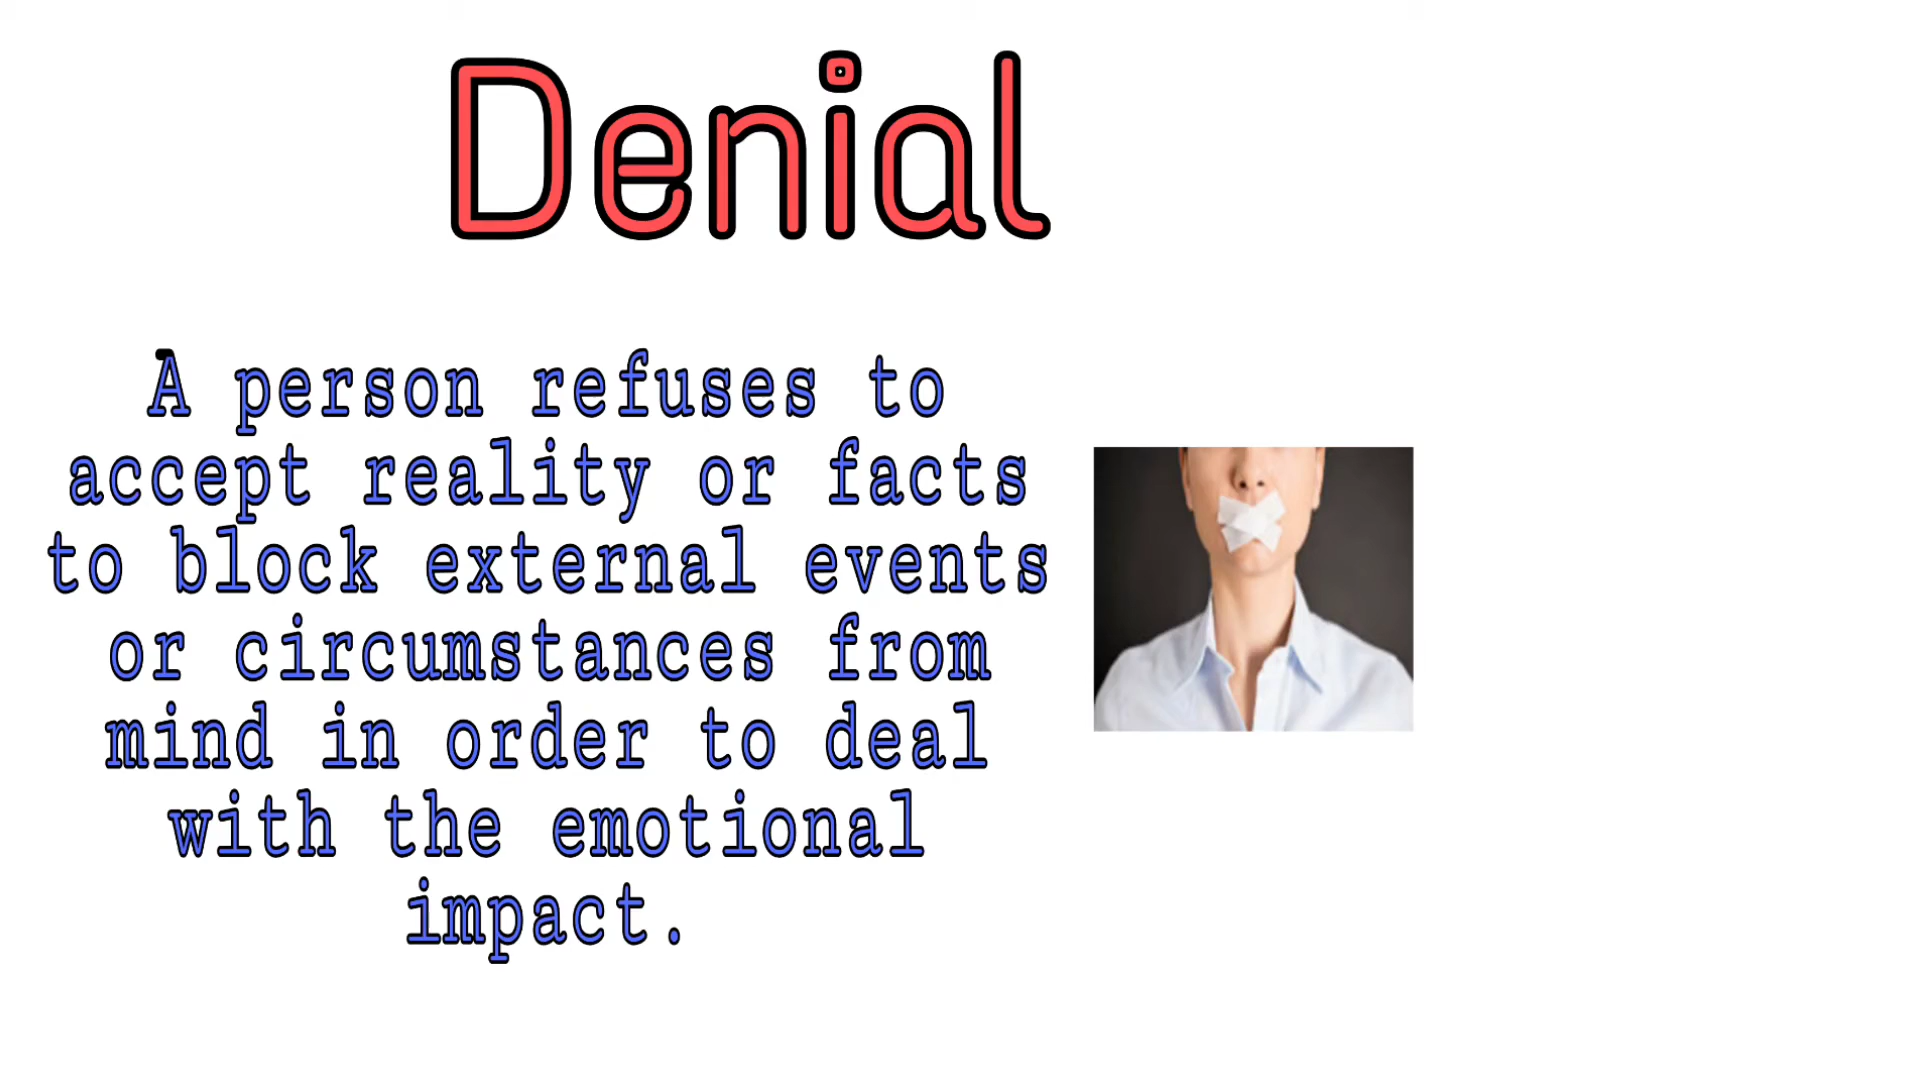 Denial
A person refuses to
accept reality or facts
to block external events
or circumstances from
mind in order to deal
with the emotional
impact.